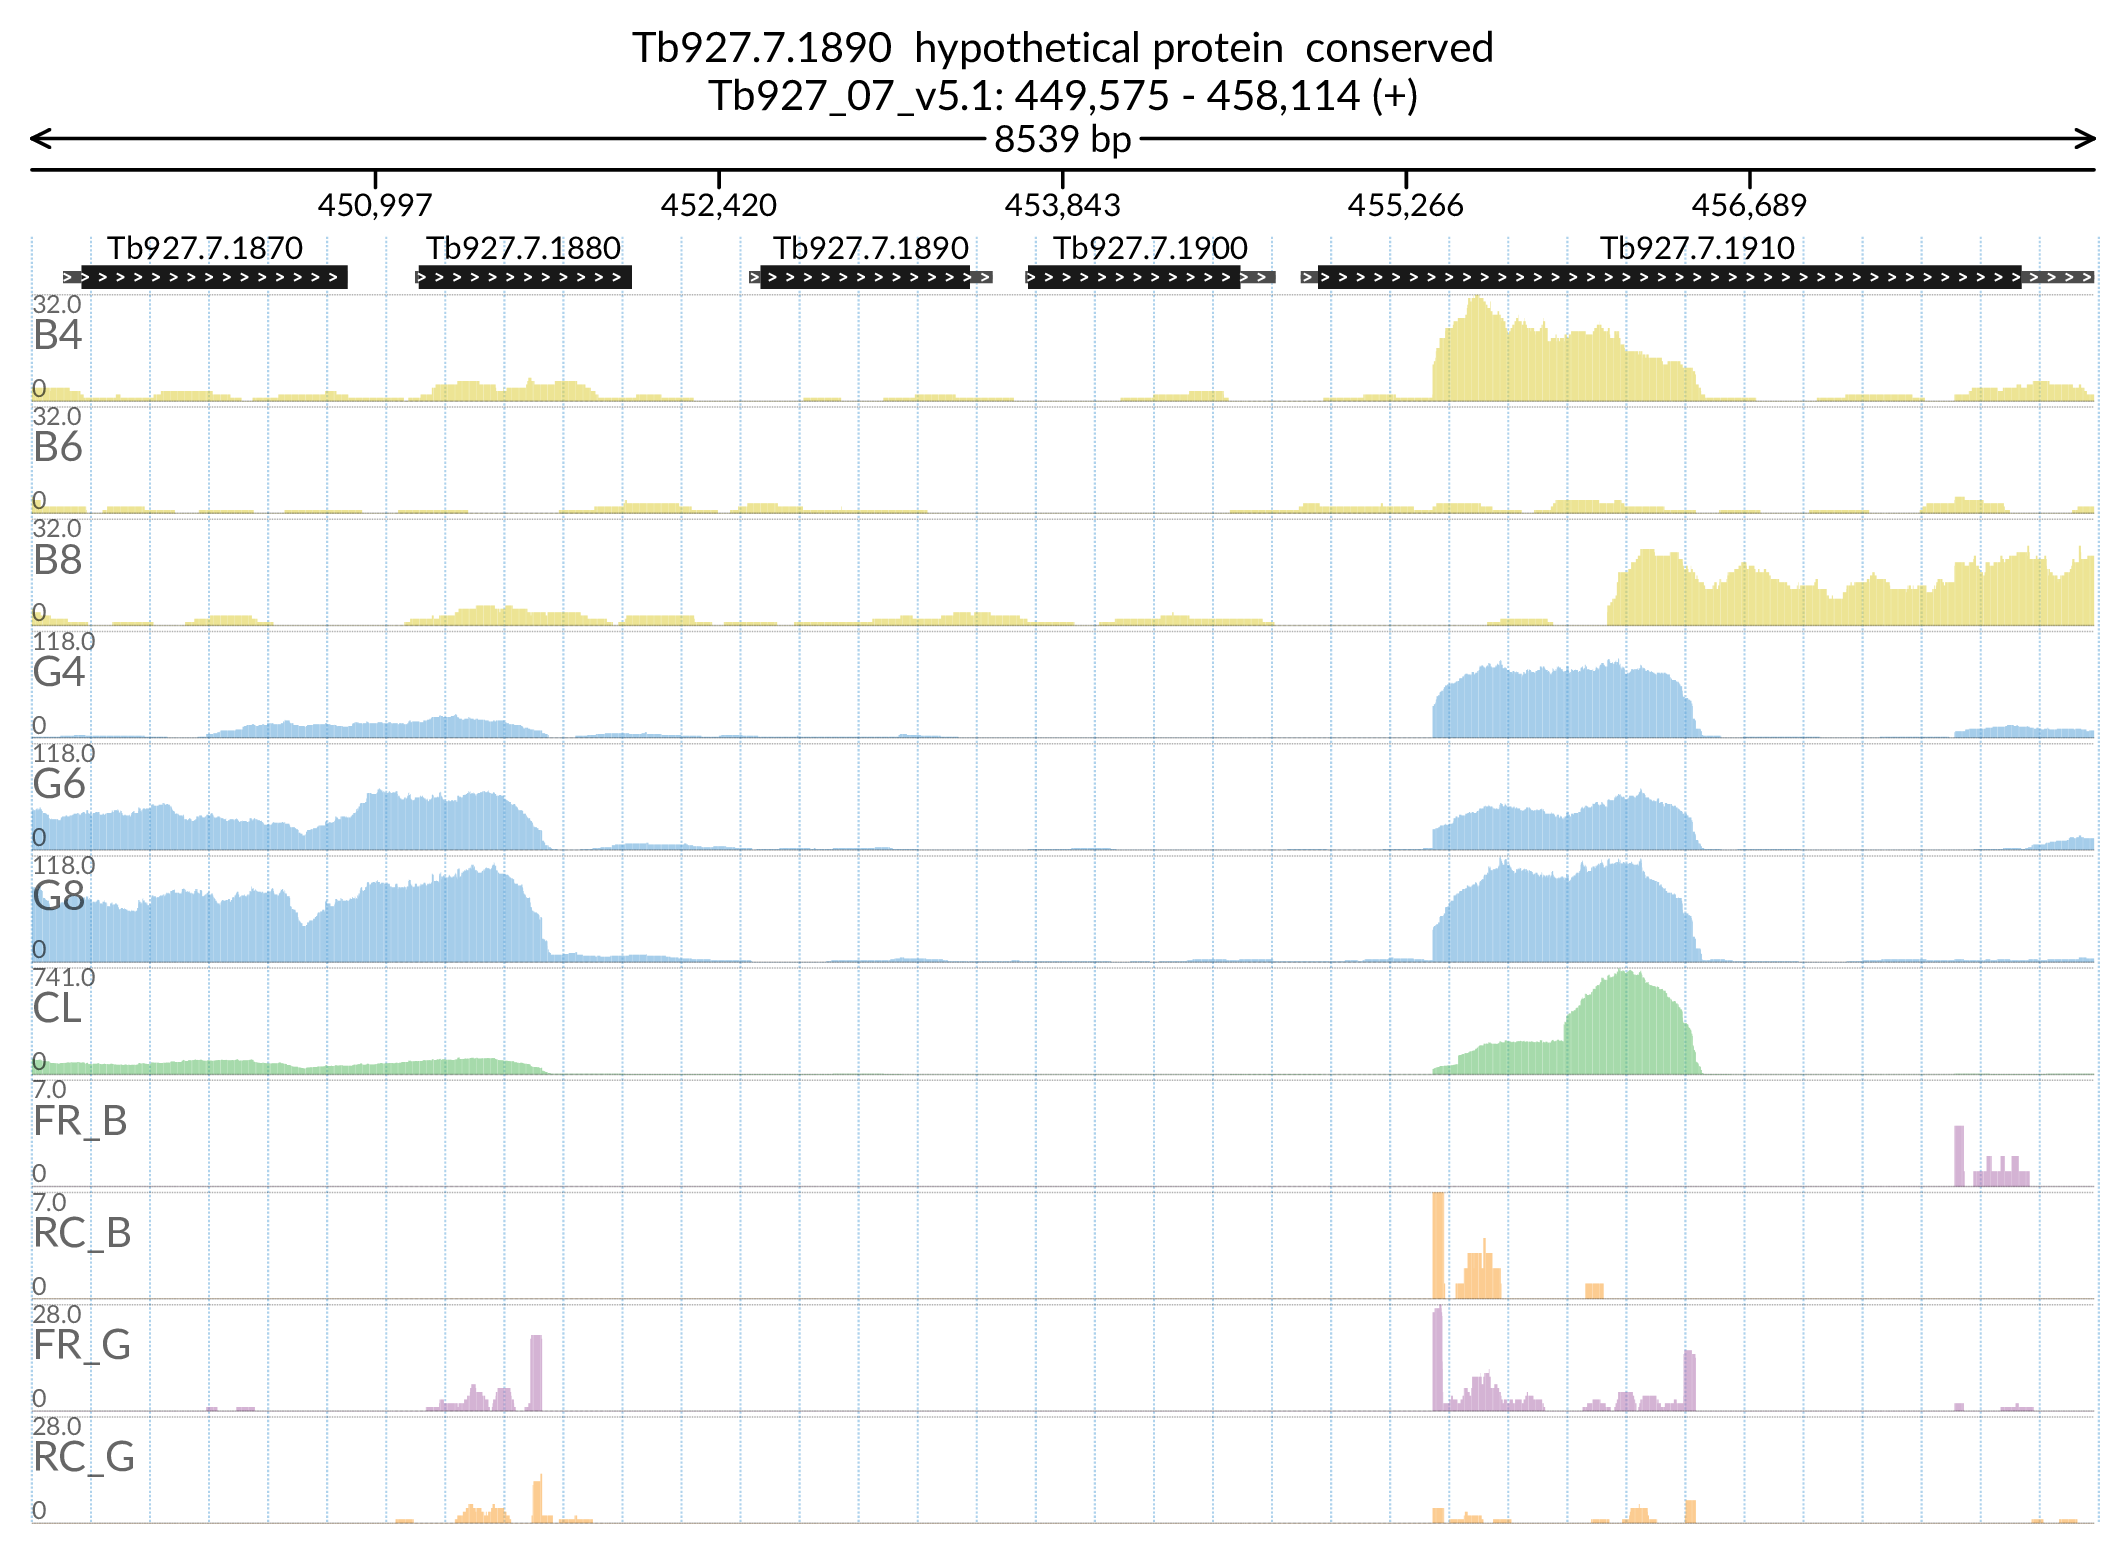 Tb927.7.1890 hypothetical protein conserved
Tb927_07_v5.1: 449,575 - 458,114 (+)
8539 bp
450,997 452,420 453,843 455,266 456,689
Tb927.7.1870 Tb927.7.1880 Tb927.7.1890 Tb927.7.1900 Tb927.7.1910
32.0
B4
0
32.0
B6
0
32.0
B8
0
118.0
G4
0
118.0
G6
0
118.0
G8
0
741.0
CL
0
7.0
FR_B
0
7.0
RC_B
0
28.0
FR_G
0
28.0
RC_G
0